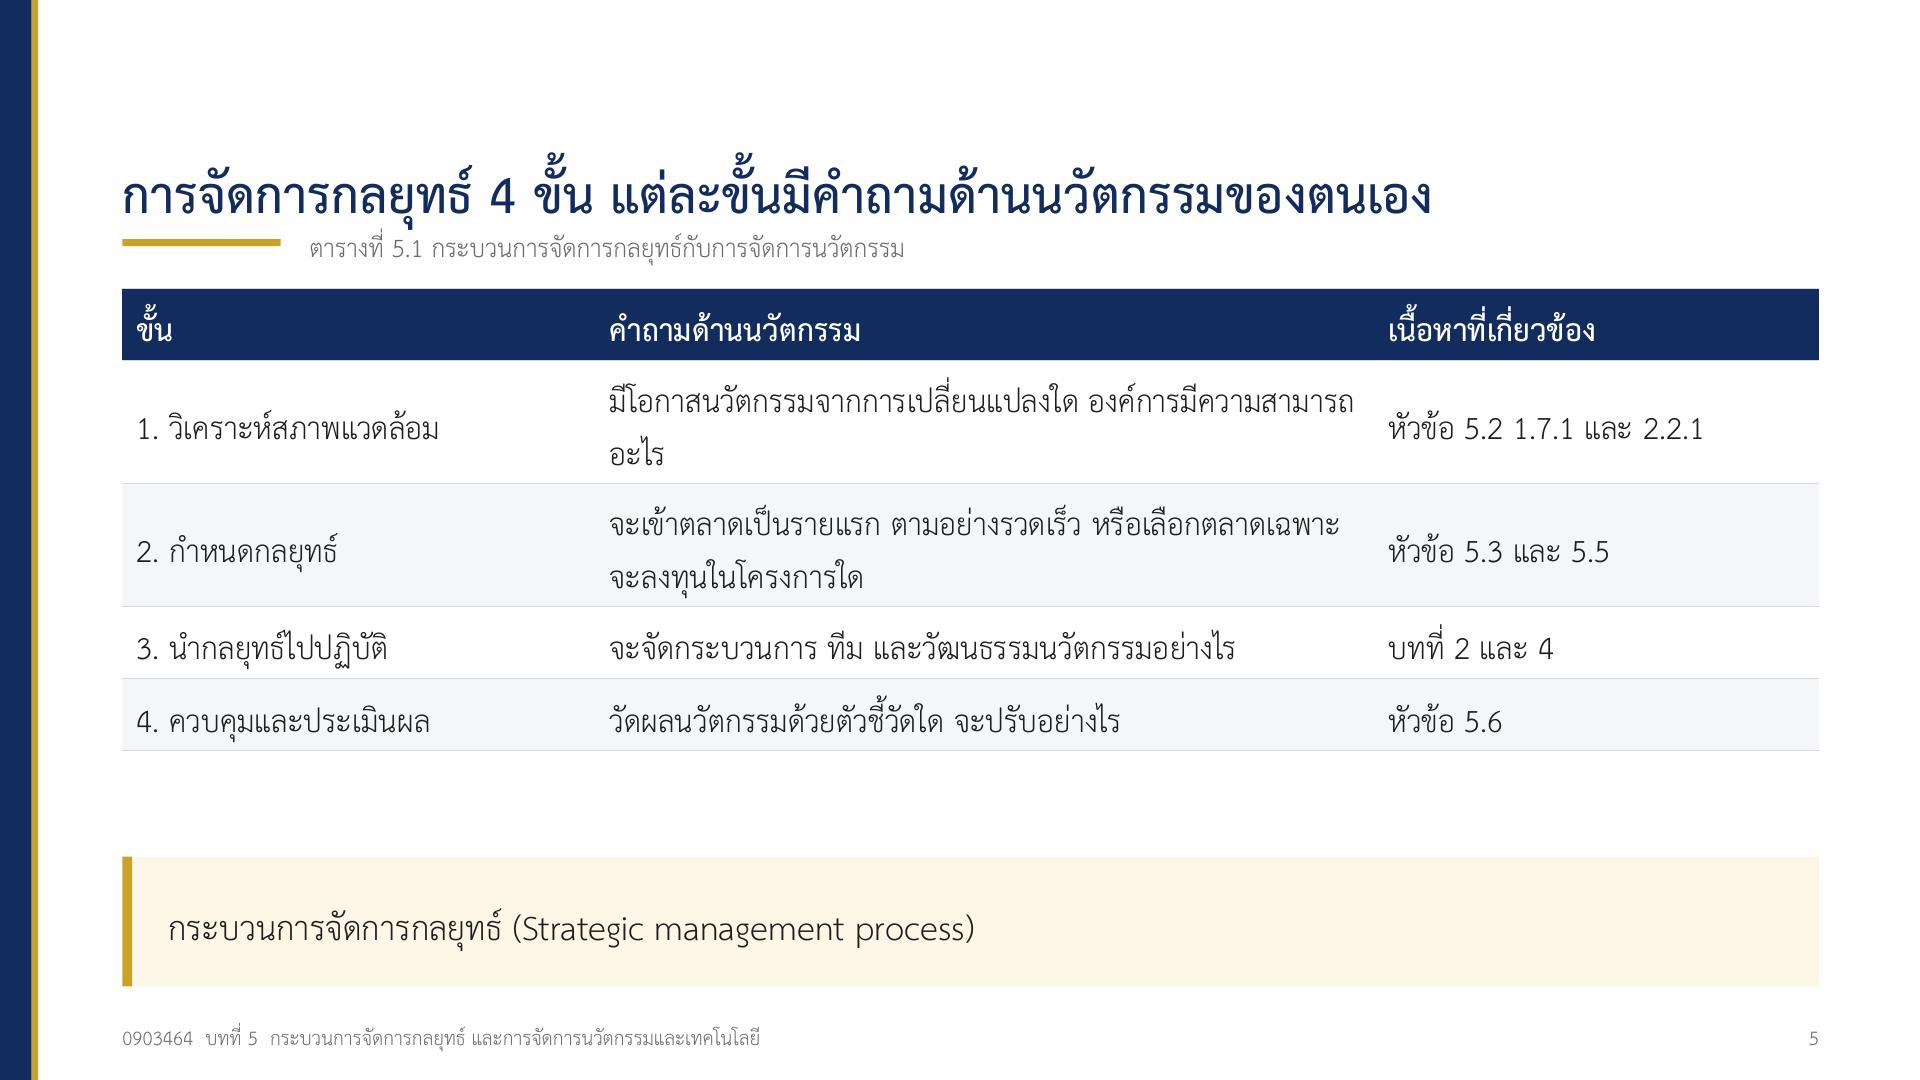 การจัดการกลยุทธ์ 4 ขั้น แต่ละขั้นมีคำถามด้านนวัตกรรมของตนเอง
ตารางที่ 5.1 กระบวนการจัดการกลยุทธ์กับการจัดการนวัตกรรม
ขั้น คำถามด้านนวัตกรรม เนื้อหาที่เกี่ยวข้อง
1. วิเคราะห์สภาพแวดล้อม มีโอกาสนวัตกรรมจากการเปลี่ยนแปลงใด องค์การมีความสามารถ
อะไร หัวข้อ 5.2 1.7.1 และ 2.2.1
2. กำหนดกลยุทธ์ จะเข้าตลาดเป็นรายแรก ตามอย่างรวดเร็ว หรือเลือกตลาดเฉพาะ
จะลงทุนในโครงการใด หัวข้อ 5.3 และ 5.5
3. นำกลยุทธ์ไปปฏิบัติ จะจัดกระบวนการ ทีม และวัฒนธรรมนวัตกรรมอย่างไร บทที่ 2 และ 4
4. ควบคุมและประเมินผล วัดผลนวัตกรรมด้วยตัวชี้วัดใด จะปรับอย่างไร หัวข้อ 5.6
กระบวนการจัดการกลยุทธ์ (Strategic management process)
0903464 บทที่ 5 กระบวนการจัดการกลยุทธ์ และการจัดการนวัตกรรมและเทคโนโลยี 5